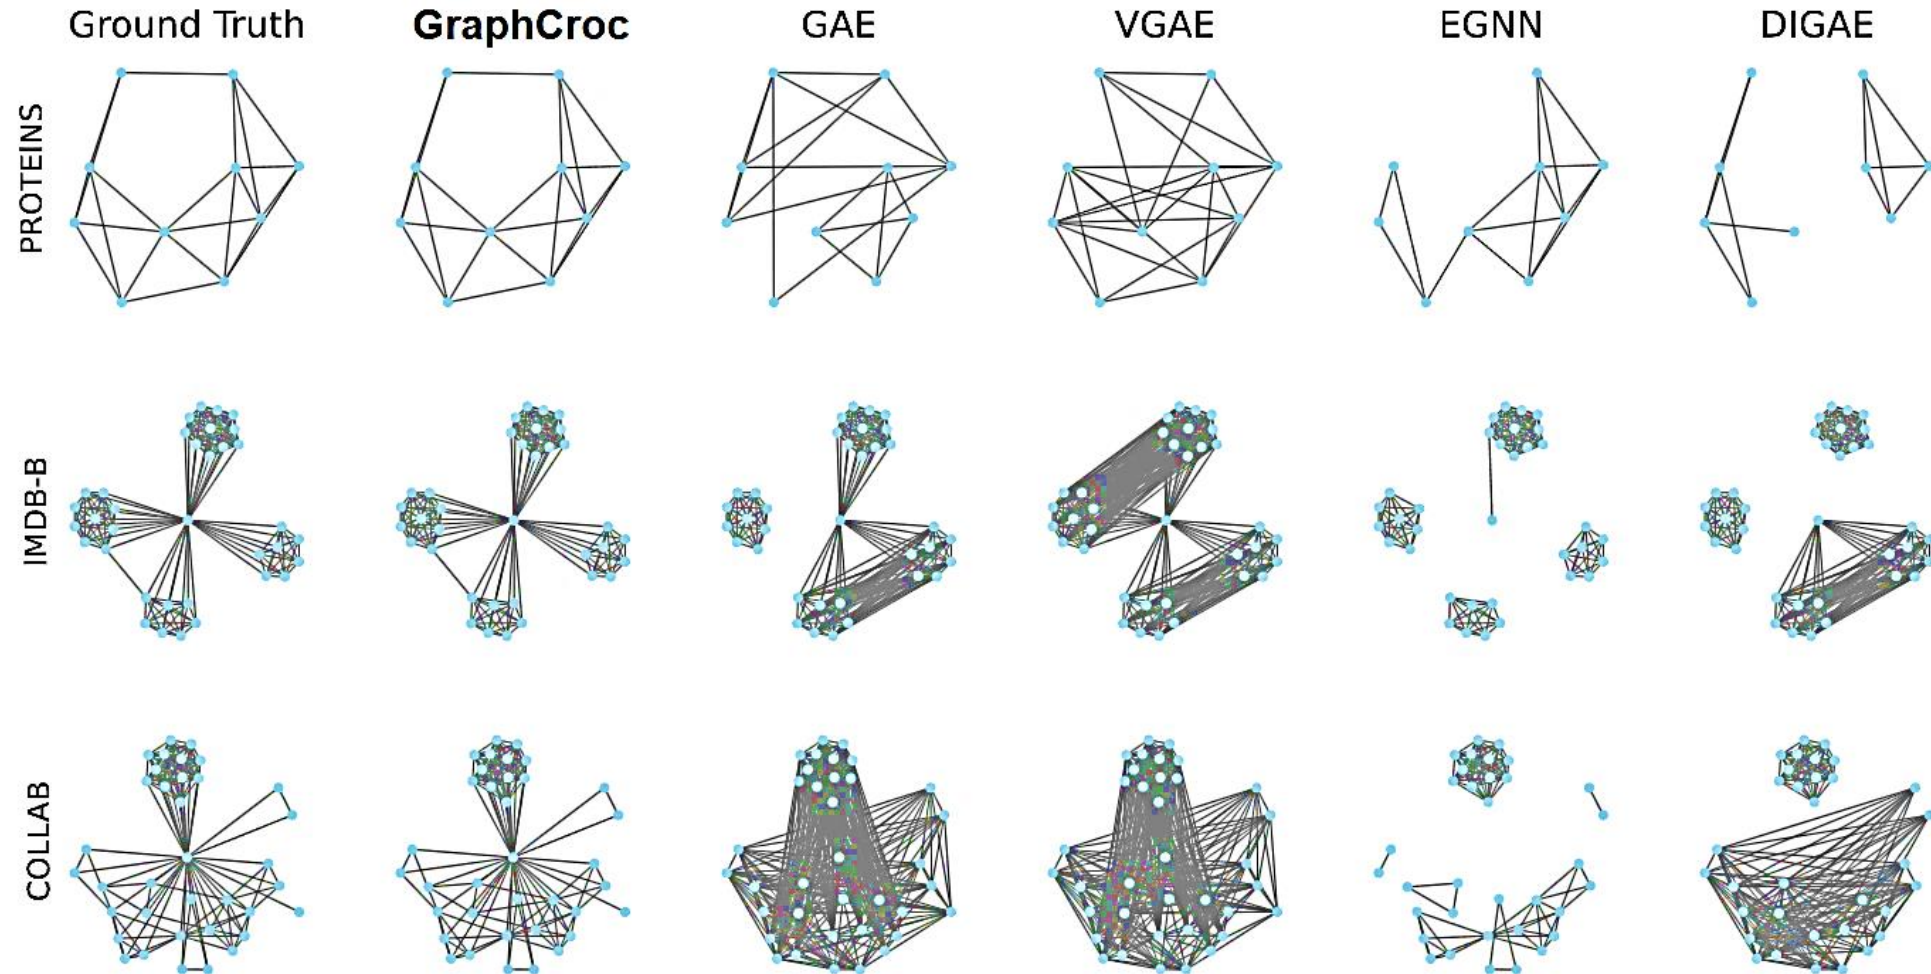 Ground Truth
GraphCroc
GAE
VGAE
EGNN
DIGAE
PROTEINS
IMDB-B
COLLAB